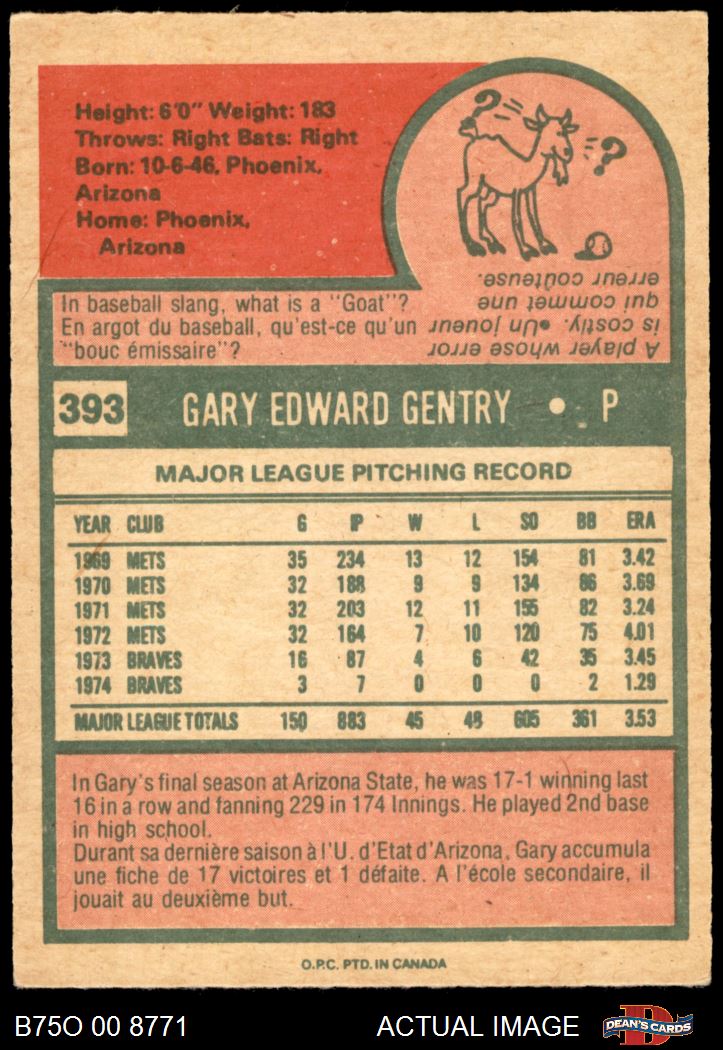 Height: 6'0" Weight: 183
Throws: Right Bats: Right
Born: 10-6-46, Phoenix,
Arizona
Home: Phoenix,
Arizona
? ?
In baseball slang, what is a "Goat"?
En argot du baseball, qu'est-ce qu'un
"bouc émissaire"?
A player whose error
is costly. • Un joueur
qui commet une
erreur coûteuse.
393 GARY EDWARD GENTRY • P
MAJOR LEAGUE PITCHING RECORD
YEAR CLUB G IP W L SO BB ERA
1969 METS 35 234 13 12 154 81 3.42
1970 METS 32 188 9 9 134 86 3.69
1971 METS 32 203 12 11 155 82 3.24
1972 METS 32 164 7 10 120 75 4.01
1973 BRAVES 16 87 4 6 42 35 3.45
1974 BRAVES 3 7 0 0 0 2 1.29
MAJOR LEAGUE TOTALS 150 883 45 48 605 361 3.53
In Gary's final season at Arizona State, he was 17-1 winning last
16 in a row and fanning 229 in 174 Innings. He played 2nd base
in high school.
Durant sa dernière saison à l'U. d'Etat d'Arizona, Gary accumula
une fiche de 17 victoires et 1 défaite. A l'école secondaire, il
jouait au deuxième but.
O.P.C. PTD. IN CANADA
B75O 00 8771 ACTUAL IMAGE D DEAN'S CARDS